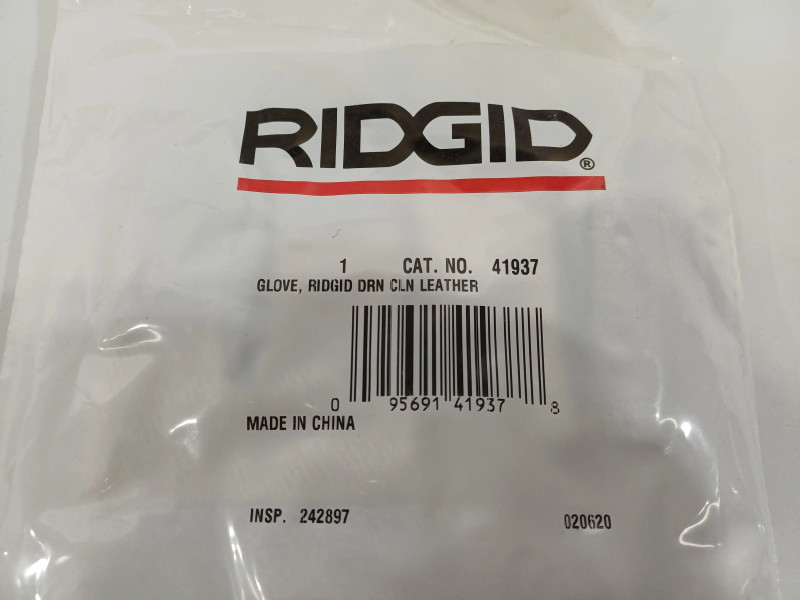 RIDGID®
1 CAT. NO. 41937
GLOVE, RIDGID DRN CLN LEATHER
0 95691 41937 8
MADE IN CHINA
INSP. 242897 020620